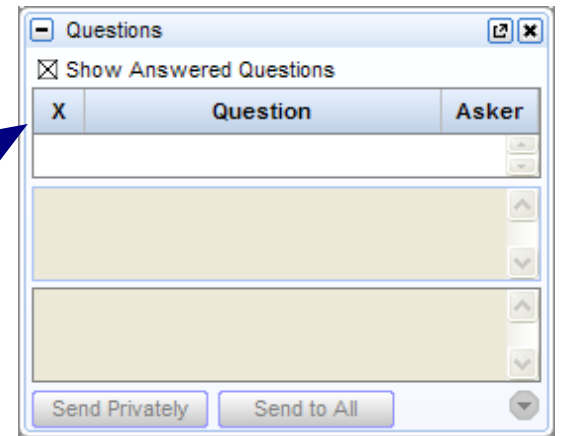 Questions
Show Answered Questions
X Question Asker
Send Privately Send to All